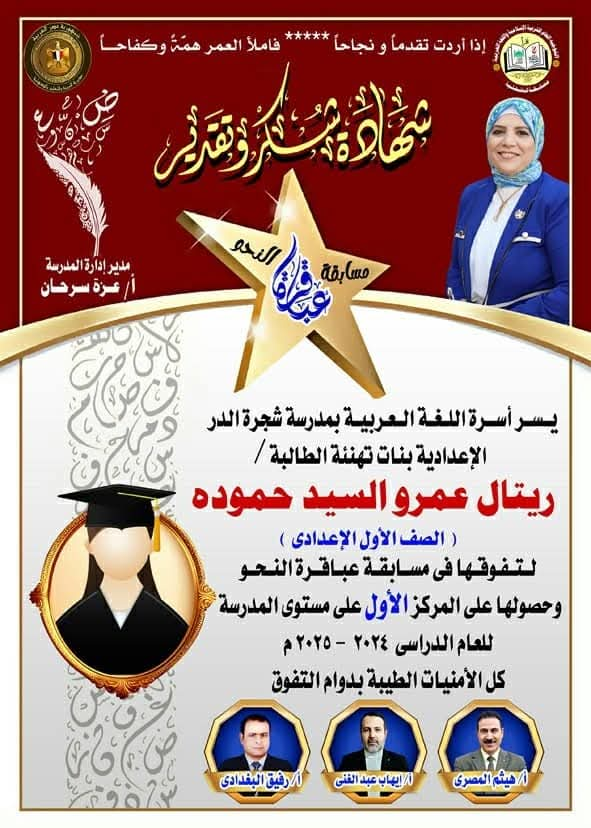 إذا أردت تقدماً و نجاحاً ***** فاملأ العمر همّةً وكفاحـاً
شهادة شكر وتقدير
مدير إدارة المدرسة
أ/ عزة سرحان
مسابقة
عباقرة
النحو
يسر أسرة اللغة العربية بمدرسة شجرة الدر
الإعدادية بنات تهنئة الطالبة /
ريتال عمرو السيد حموده
( الصف الأول الإعدادى )
لتفوقها فى مسابقة عباقرة النحو
وحصولها على المركز الأول على مستوى المدرسة
للعام الدراسى ٢٠٢٤ - ٢٠٢٥ م
كل الأمنيات الطيبة بدوام التفوق
أ/ هيثم المصرى
أ/ إيهاب عبد الغنى
أ/ رفيق البغدادى